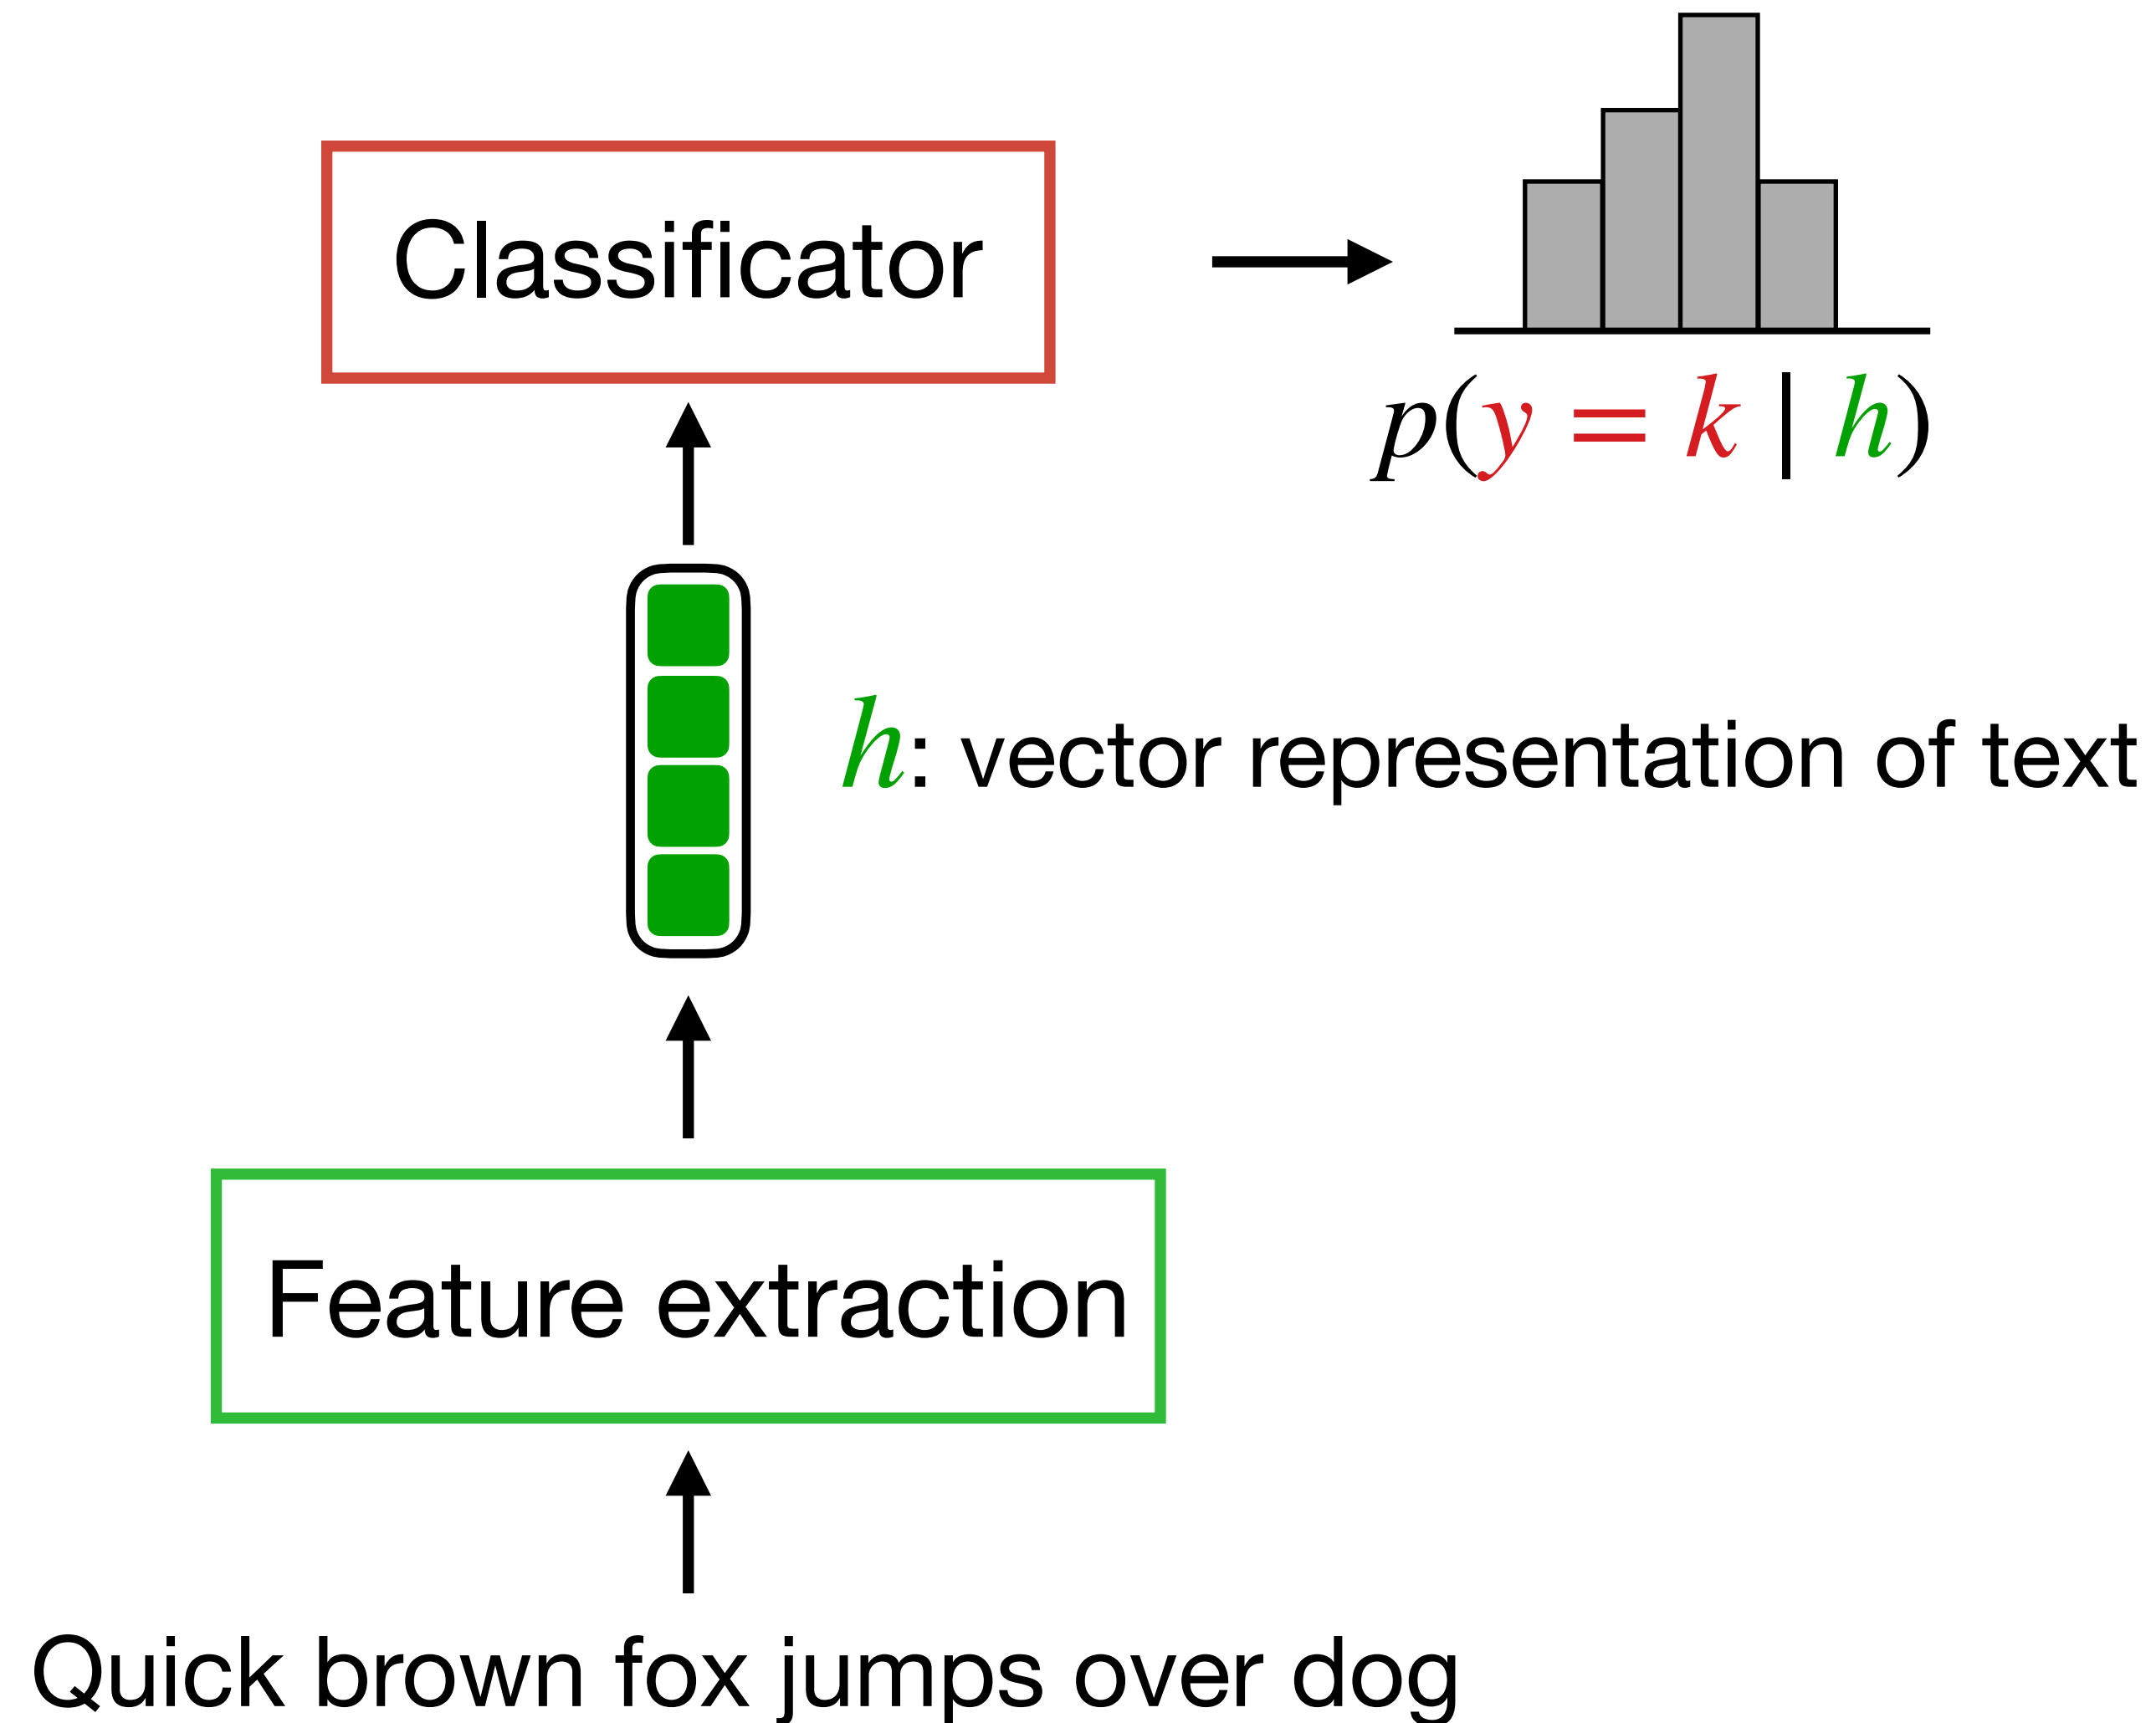 Classificator
p(y = k | h)
h: vector representation of text
Feature extraction
Quick brown fox jumps over dog